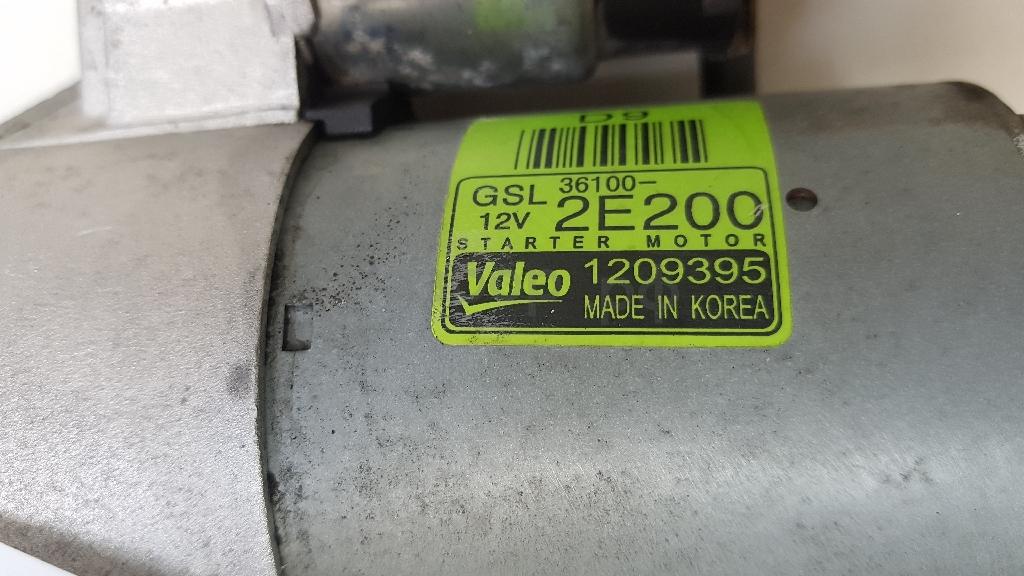 D9
GSL 36100-
12V 2E200
STARTER MOTOR
Valeo 1209395
MADE IN KOREA